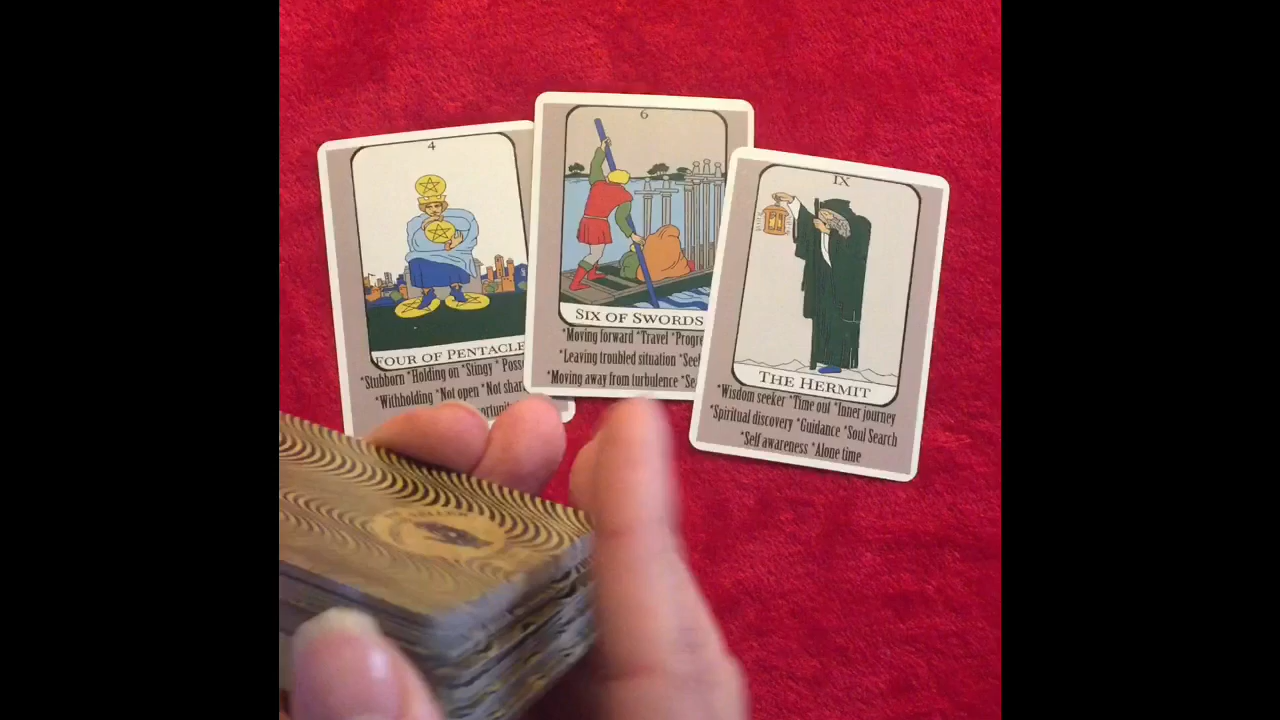 4
FOUR OF PENTACLE
*Stubborn *Holding on *Stingy *Poss
*Withholding *Not open *Not shar
portunit
6
SIX OF SWORDS
*Moving forward *Travel *Progre
*Leaving troubled situation *See
*Moving away from turbulence *Se
IX
THE HERMIT
*Wisdom seeker *Time out *Inner journey
*Spiritual discovery *Guidance *Soul Search
*Self awareness *Alone time